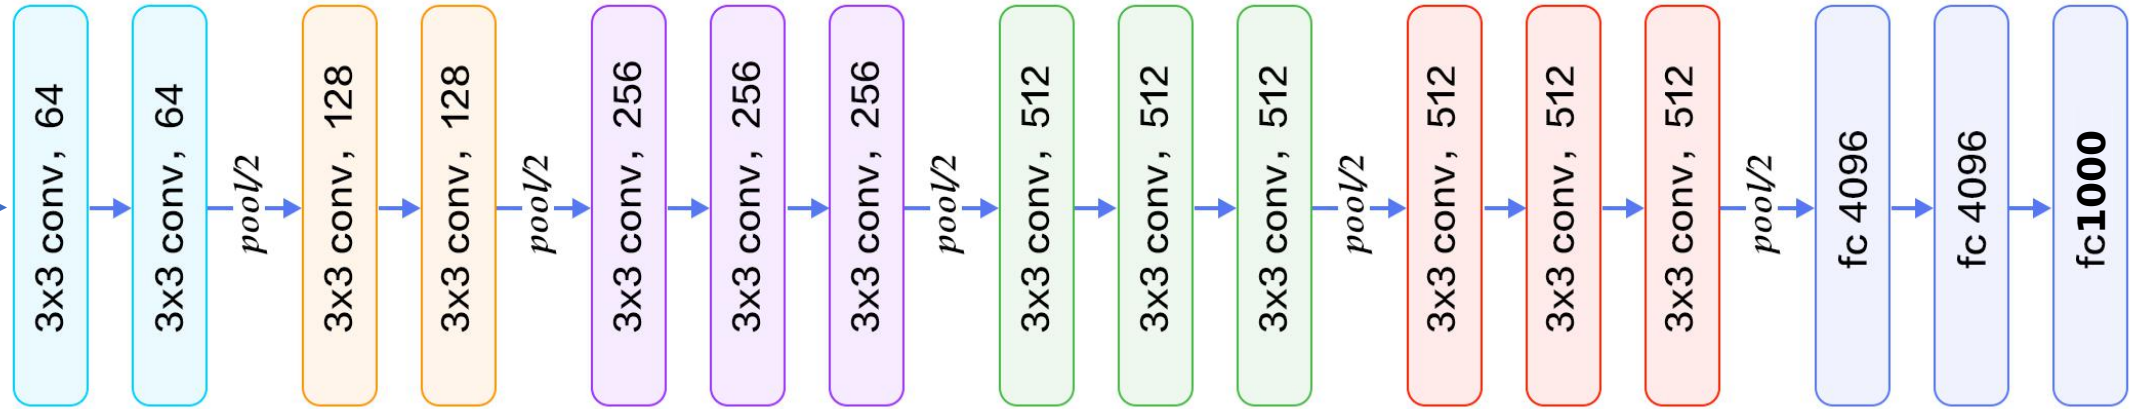 3x3 conv, 64
3x3 conv, 64
pool/2
3x3 conv, 128
3x3 conv, 128
pool/2
3x3 conv, 256
3x3 conv, 256
3x3 conv, 256
pool/2
3x3 conv, 512
3x3 conv, 512
3x3 conv, 512
pool/2
3x3 conv, 512
3x3 conv, 512
3x3 conv, 512
pool/2
fc 4096
fc 4096
fc1000